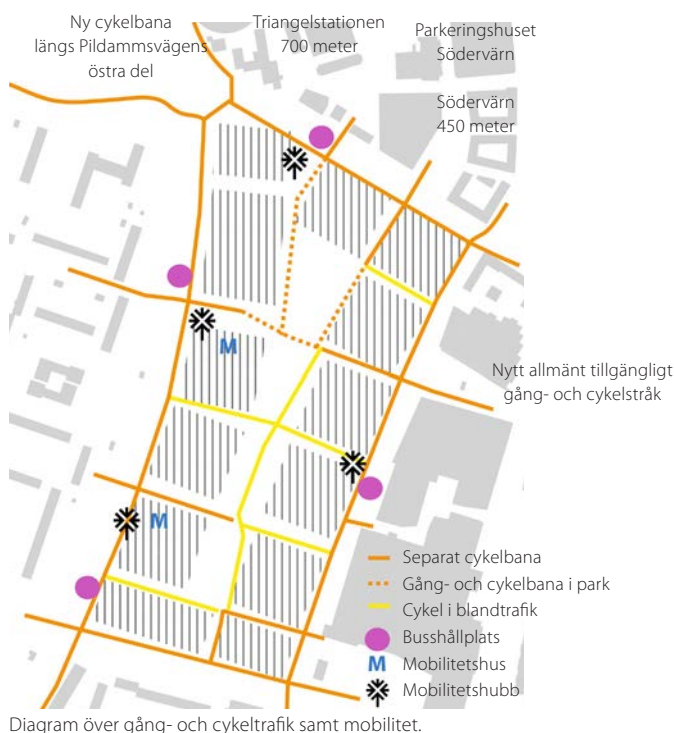 Ny cykelbana
längs Pildammsvägens
östra del
Triangelstationen
700 meter
Parkeringshuset
Södervärn
Södervärn
450 meter
M
Nytt allmänt tillgängligt
gång- och cykelstråk
M
Separat cykelbana
Gång- och cykelbana i park
Cykel i blandtrafik
Busshållplats
M Mobilitetshus
Mobilitetshubb
Diagram över gång- och cykeltrafik samt mobilitet.